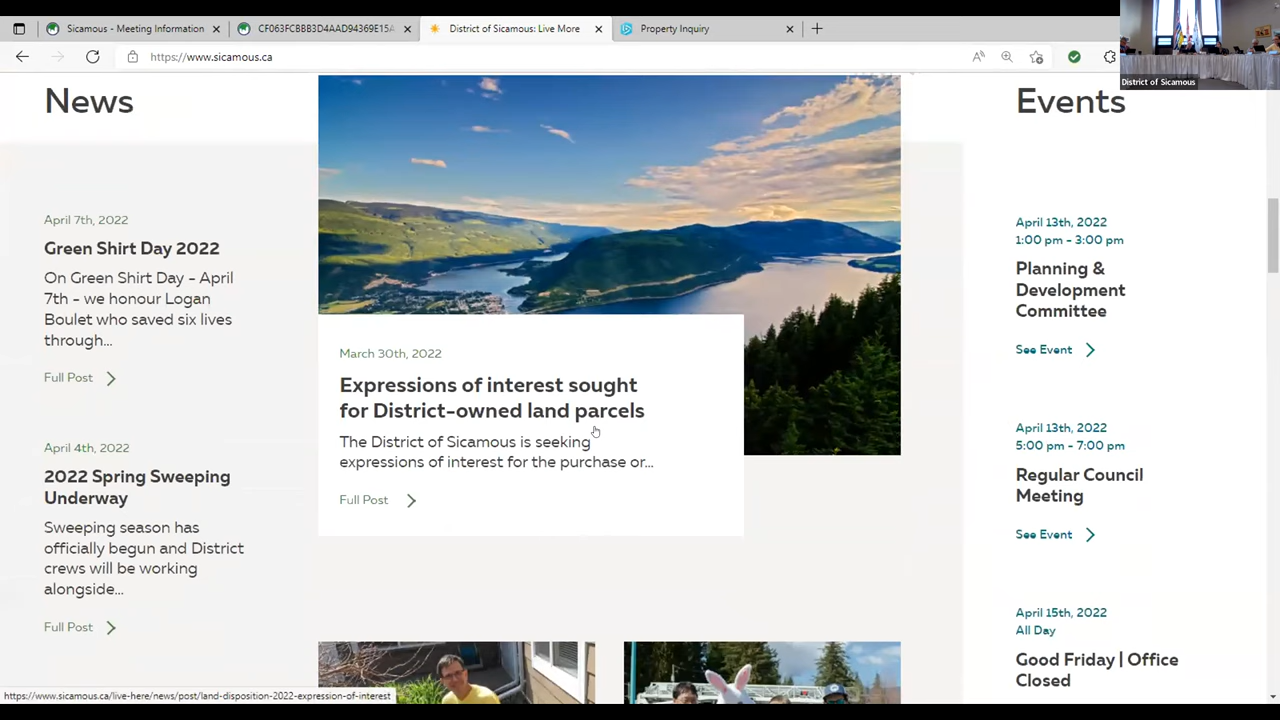 Sicamous - Meeting Information
CF063FCBBB3D4AAD94369E15A
District of Sicamous: Live More
Property Inquiry
https://www.sicamous.ca
District of Sicamous
News
April 7th, 2022
Green Shirt Day 2022
On Green Shirt Day - April
7th - we honour Logan
Boulet who saved six lives
through...
Full Post
April 4th, 2022
2022 Spring Sweeping
Underway
Sweeping season has
officially begun and District
crews will be working
alongside...
Full Post
March 30th, 2022
Expressions of interest sought
for District-owned land parcels
The District of Sicamous is seeking
expressions of interest for the purchase or...
Full Post
Events
April 13th, 2022
1:00 pm - 3:00 pm
Planning &
Development
Committee
See Event
April 13th, 2022
5:00 pm - 7:00 pm
Regular Council
Meeting
See Event
April 15th, 2022
All Day
Good Friday | Office
Closed
https://www.sicamous.ca/live-here/news/post/land-disposition-2022-expression-of-interest